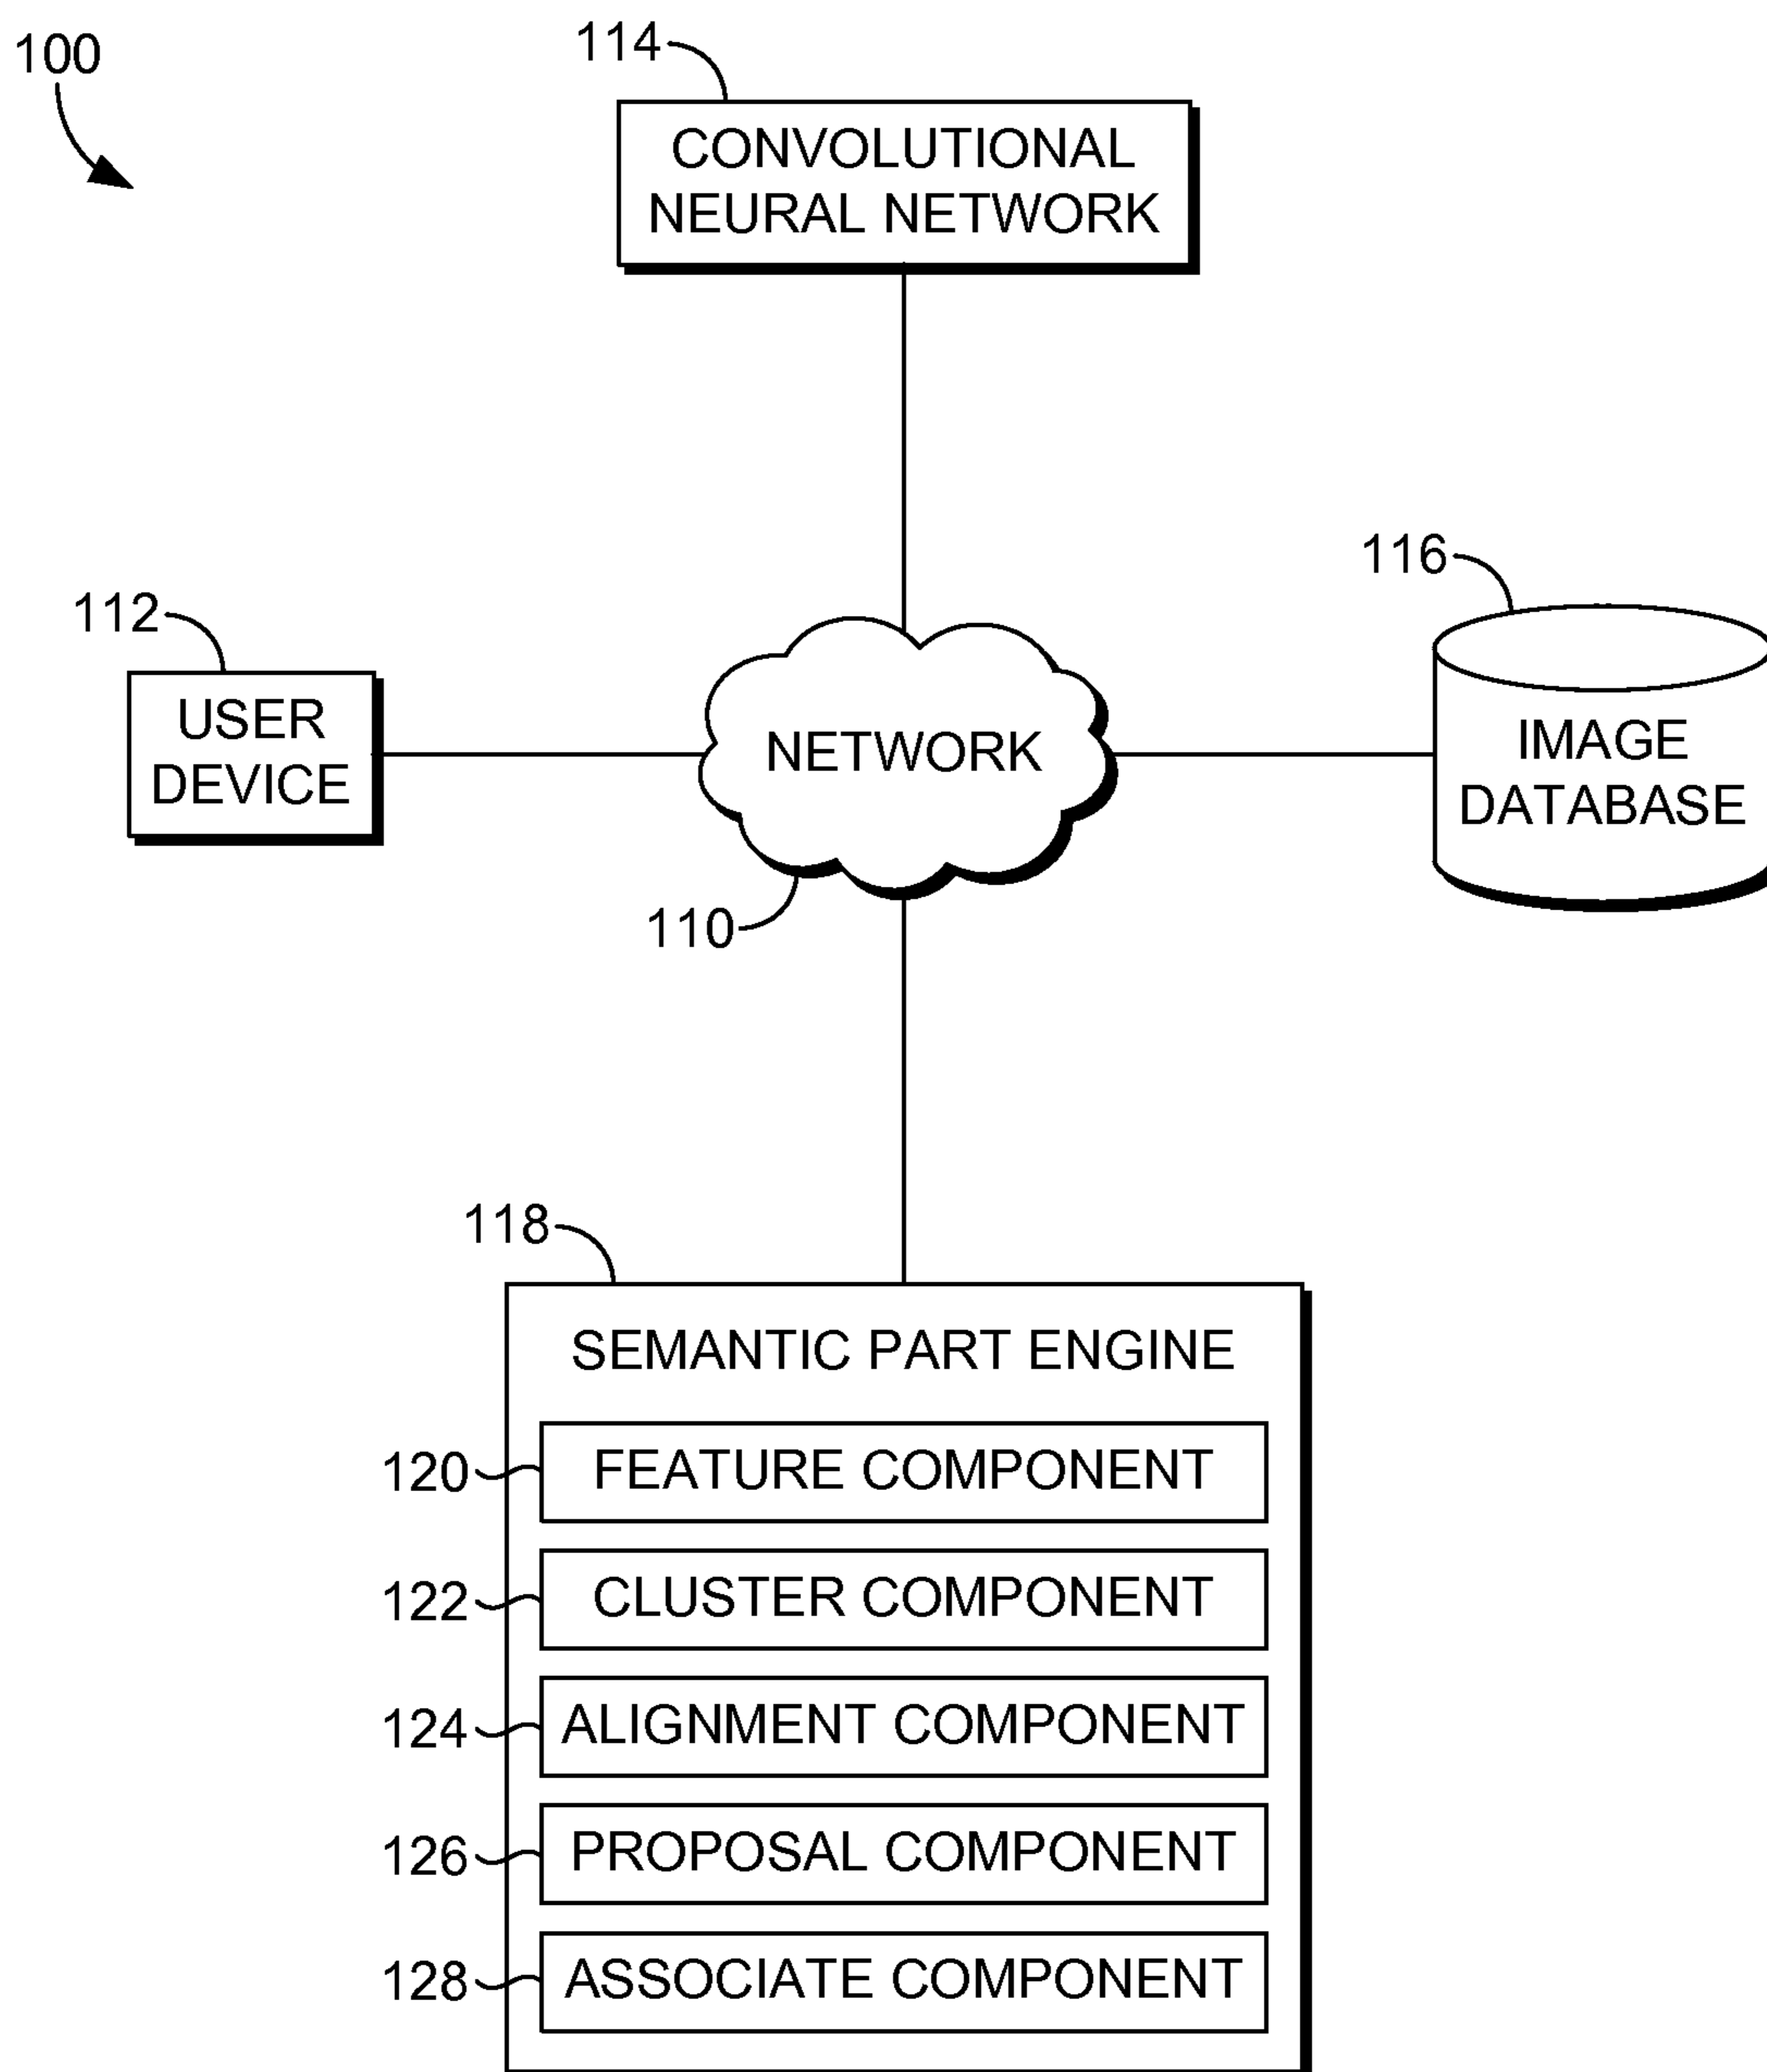 100
114
CONVOLUTIONAL
NEURAL NETWORK
116
112
USER
DEVICE
NETWORK
IMAGE
DATABASE
110
118
SEMANTIC PART ENGINE
120 FEATURE COMPONENT
122 CLUSTER COMPONENT
124 ALIGNMENT COMPONENT
126 PROPOSAL COMPONENT
128 ASSOCIATE COMPONENT